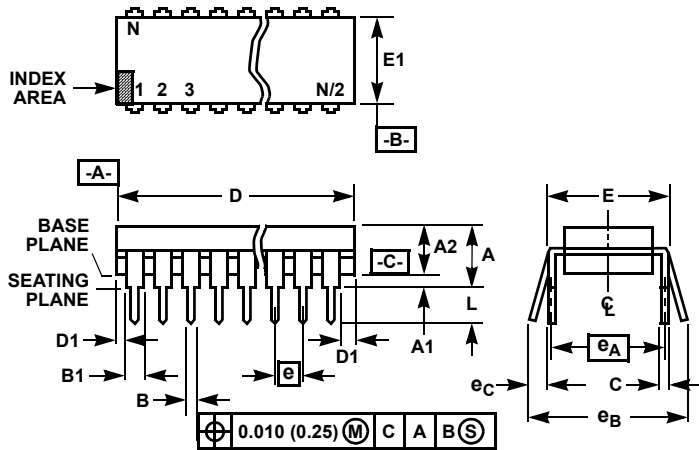 N
E1
INDEX
AREA
1 2 3 N/2
-B-
-A-
D
E
BASE
PLANE
A2
A
-C-
SEATING
PLANE
L
C
L
D1
A1
D1
eA
B1
e
eC
C
B
eB
0.010 (0.25) Ⓜ C A B Ⓢ